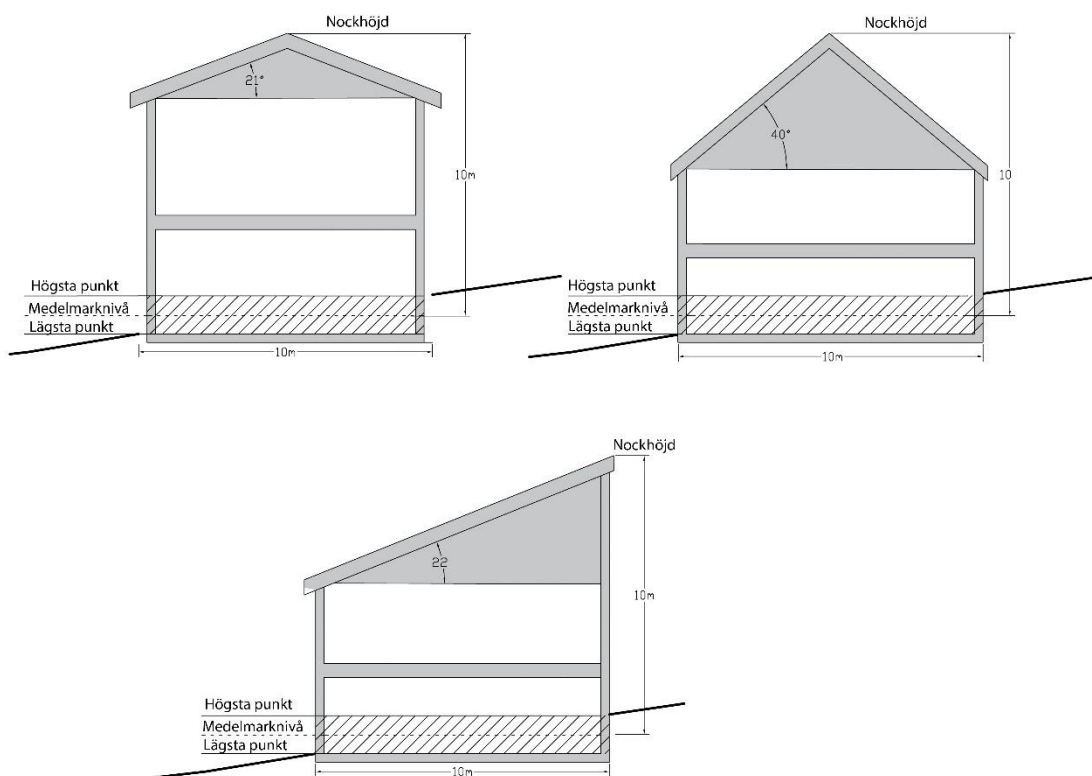 Nockhöjd
21°
10m
Högsta punkt
Medelmarknivå
Lägsta punkt
10m
Nockhöjd
40°
10
Högsta punkt
Medelmarknivå
Lägsta punkt
10m
Nockhöjd
22
10m
Högsta punkt
Medelmarknivå
Lägsta punkt
10m